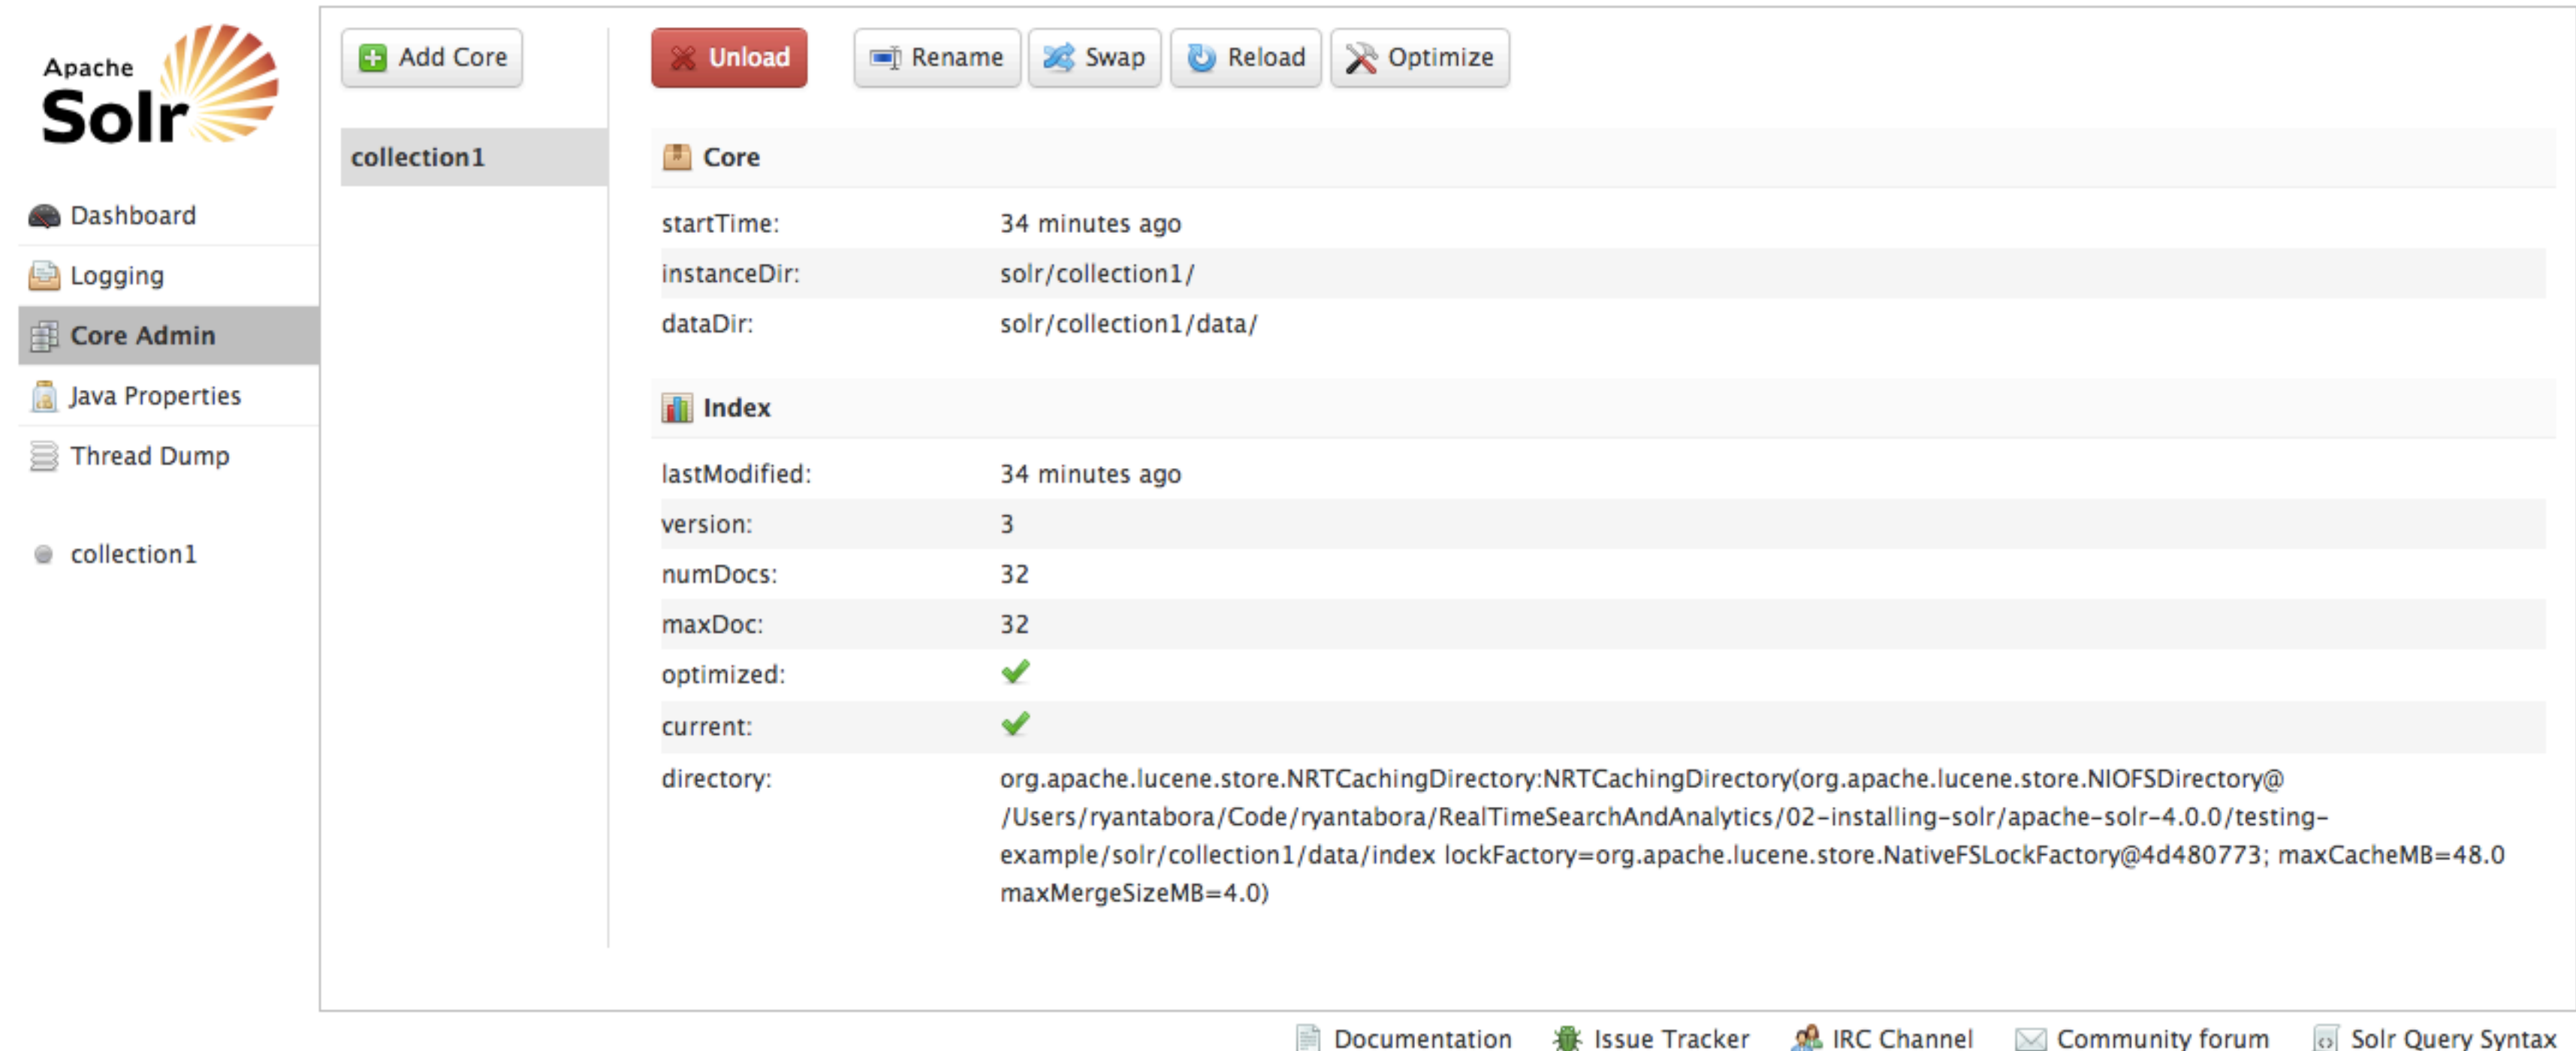 Apache
Solr
Dashboard
Logging
Core Admin
Java Properties
Thread Dump
collection1
Add Core
collection1
Unload Rename Swap Reload Optimize
Core
startTime: 34 minutes ago
instanceDir: solr/collection1/
dataDir: solr/collection1/data/
Index
lastModified: 34 minutes ago
version: 3
numDocs: 32
maxDoc: 32
optimized:
current:
directory: org.apache.lucene.store.NRTCachingDirectory:NRTCachingDirectory(org.apache.lucene.store.NIOFSDirectory@
/Users/ryantabora/Code/ryantabora/RealTimeSearchAndAnalytics/02-installing-solr/apache-solr-4.0.0/testing-
example/solr/collection1/data/index lockFactory=org.apache.lucene.store.NativeFSLockFactory@4d480773; maxCacheMB=48.0
maxMergeSizeMB=4.0)
Documentation Issue Tracker IRC Channel Community forum Solr Query Syntax